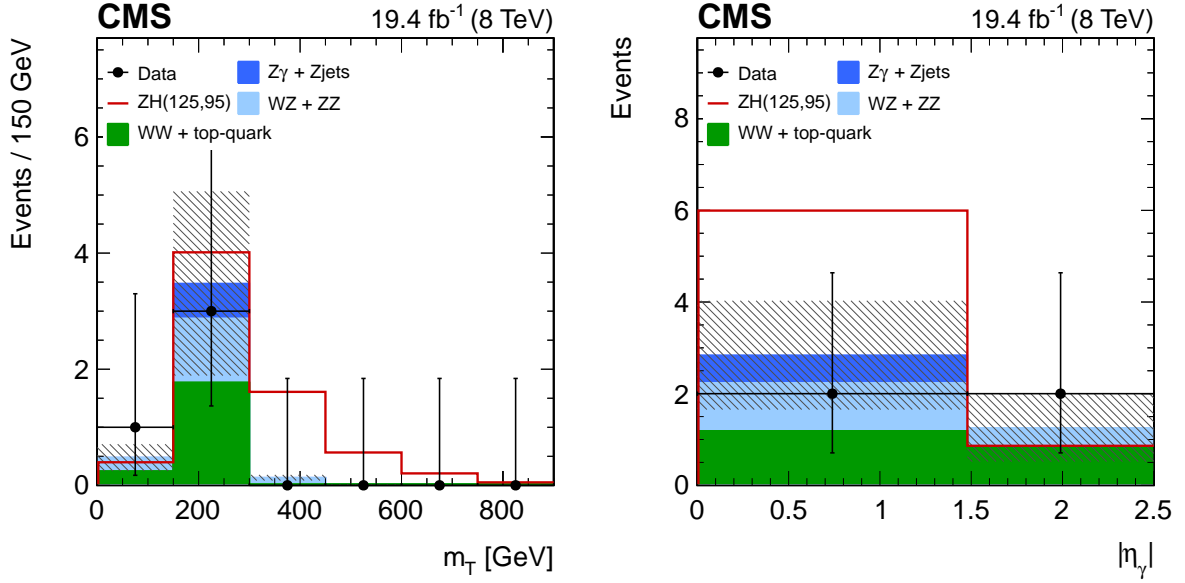 CMS 19.4 fb⁻¹ (8 TeV)
Events / 150 GeV
Data
Zγ + Zjets
ZH(125,95)
WZ + ZZ
WW + top-quark
6
4
2
0
0 200 400 600 800
m_T [GeV]
CMS 19.4 fb⁻¹ (8 TeV)
Events
Data
Zγ + Zjets
ZH(125,95)
WZ + ZZ
WW + top-quark
8
6
4
2
0
0 0.5 1 1.5 2 2.5
|η_γ|